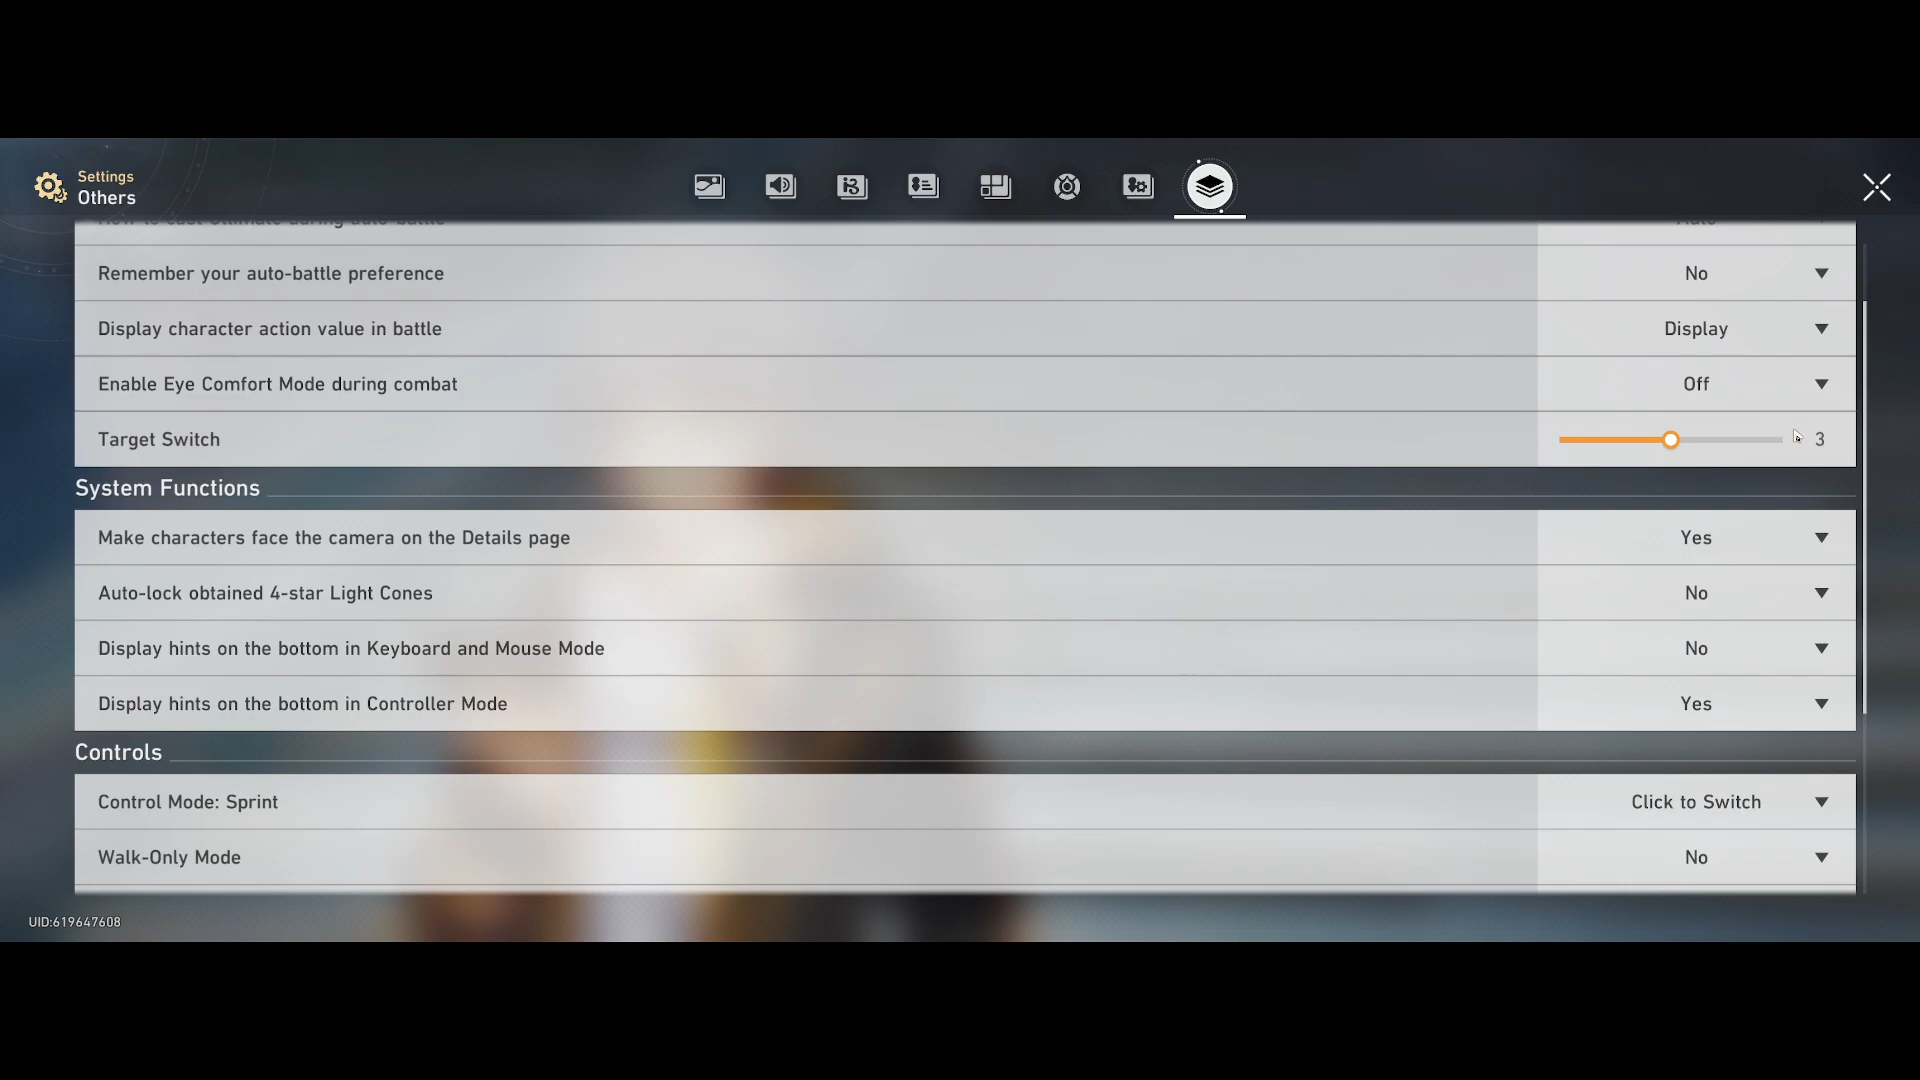 Settings
Others
Remember your auto-battle preference No
Display character action value in battle Display
Enable Eye Comfort Mode during combat Off
Target Switch 3
System Functions
Make characters face the camera on the Details page Yes
Auto-lock obtained 4-star Light Cones No
Display hints on the bottom in Keyboard and Mouse Mode No
Display hints on the bottom in Controller Mode Yes
Controls
Control Mode: Sprint Click to Switch
Walk-Only Mode No
UID:619647608